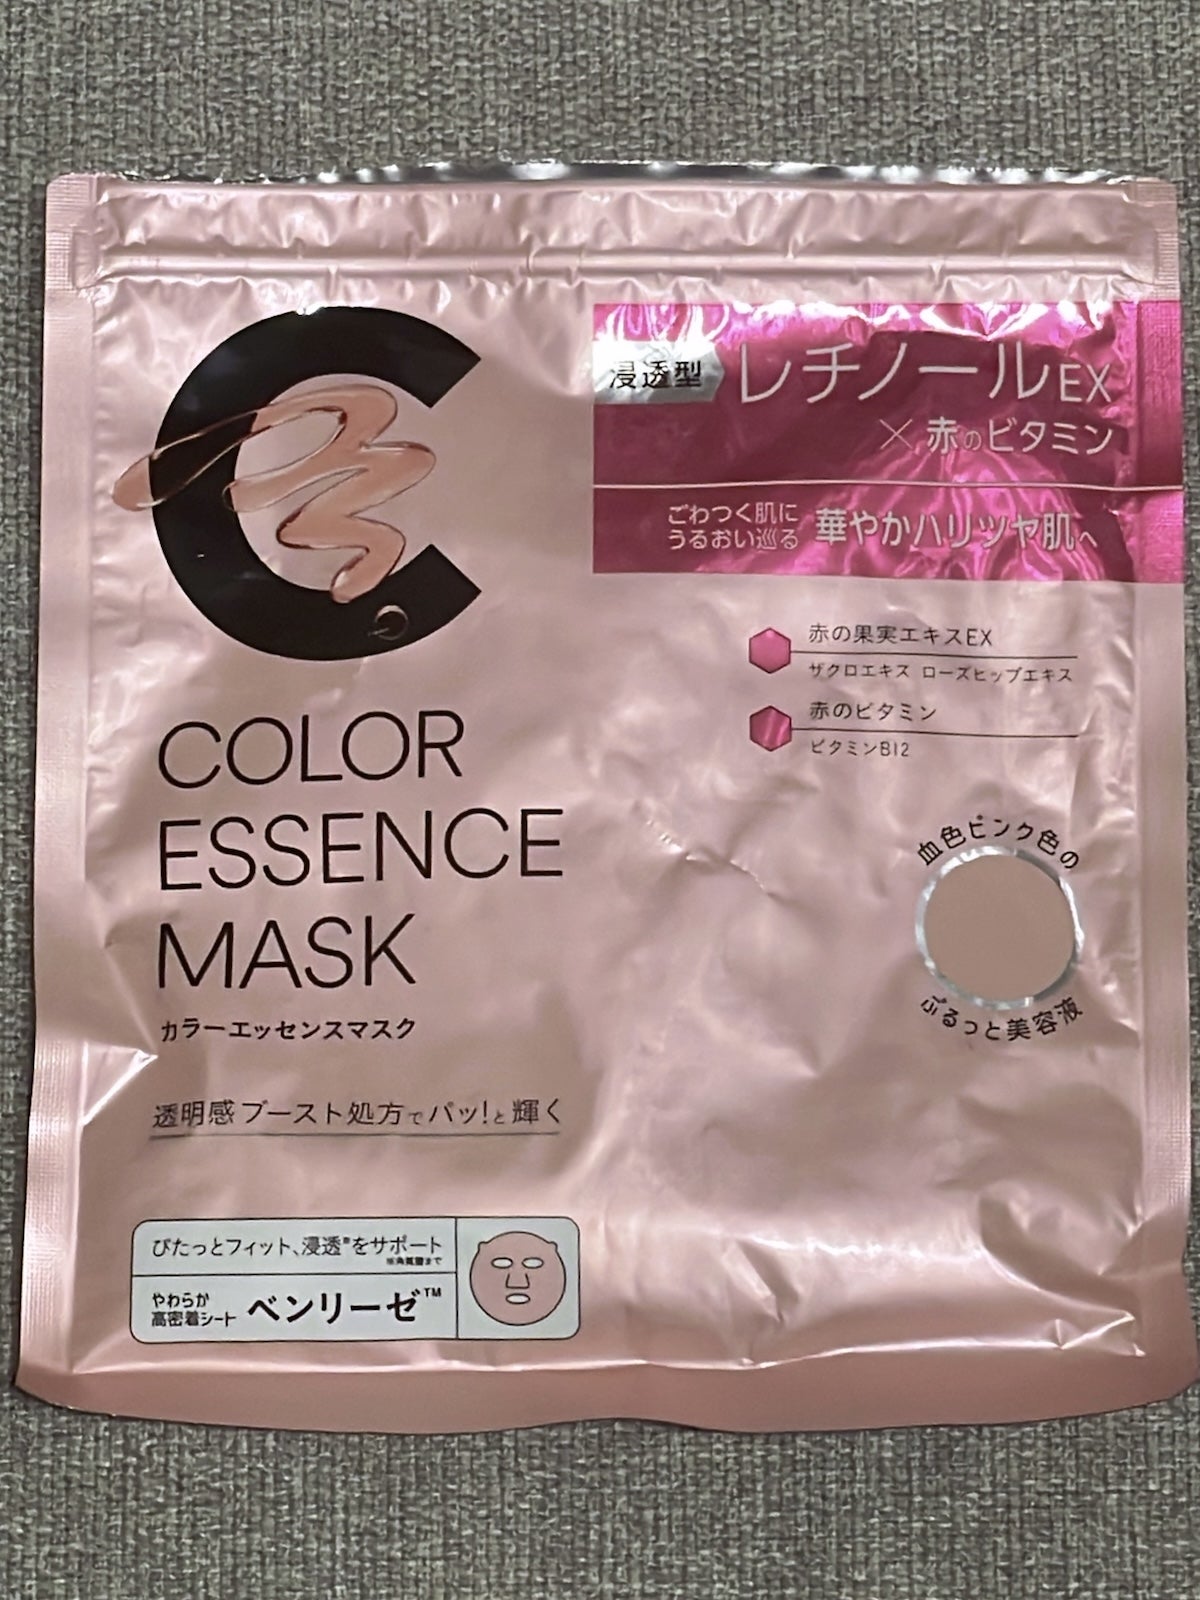 C
浸透型 レチノールEX
×赤のビタミン
ごわつく肌に
うるおい巡る
華やかハリツヤ肌へ
赤の果実エキスEX
ザクロエキス ローズヒップエキス
赤のビタミン
ビタミンB12
COLOR
ESSENCE
MASK
カラーエッセンスマスク
血色ピンク色の
ぷるっと美容液
透明感ブースト処方でパッ!と輝く
ぴたっとフィット、浸透※をサポート
※角質層まで
やわらか
高密着シート
ベンリーゼ™